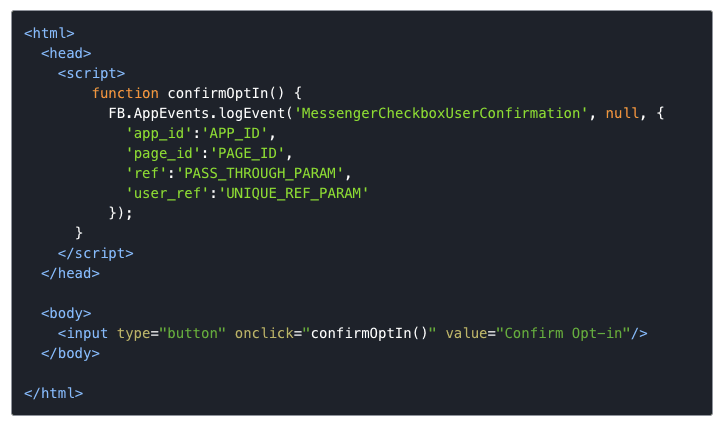 <html>
  <head>
    <script>
        function confirmOptIn() {
          FB.AppEvents.logEvent('MessengerCheckboxUserConfirmation', null, {
            'app_id':'APP_ID',
            'page_id':'PAGE_ID',
            'ref':'PASS_THROUGH_PARAM',
            'user_ref':'UNIQUE_REF_PARAM'
          });
      }
    </script>
  </head>

  <body>
    <input type="button" onclick="confirmOptIn()" value="Confirm Opt-in"/>
  </body>

</html>